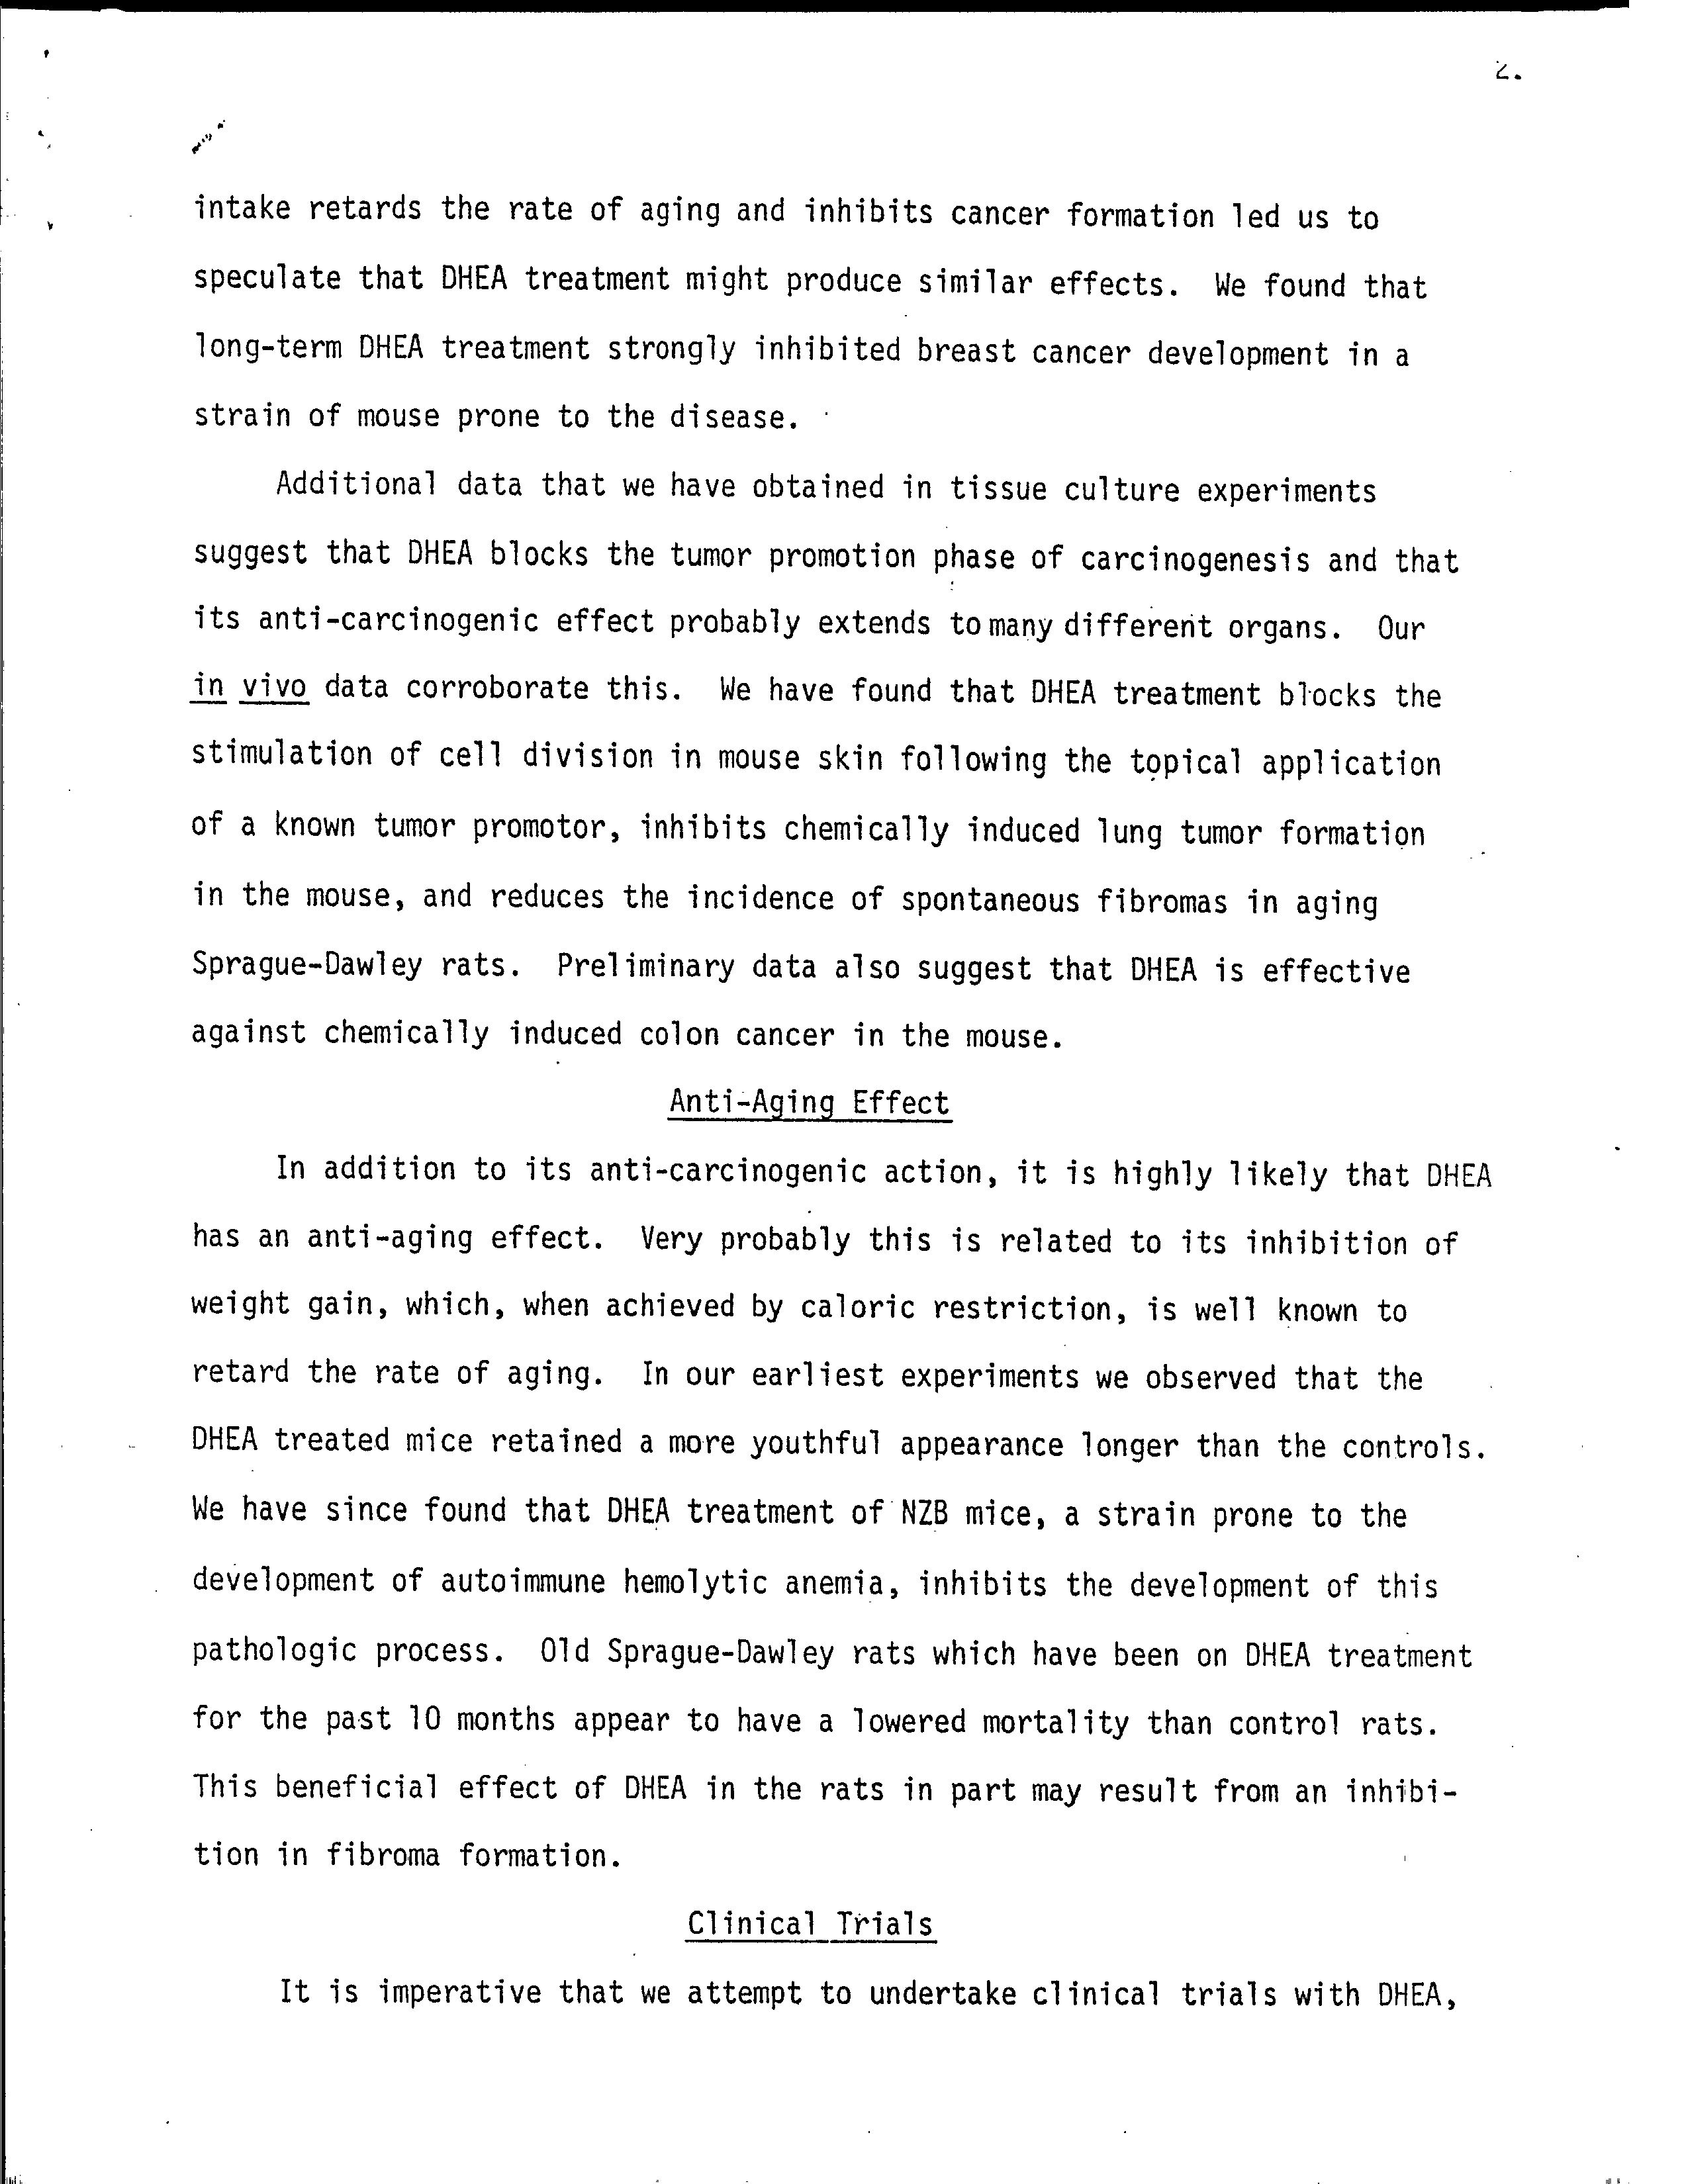 2.
intake retards the rate of aging and inhibits cancer formation led us to
speculate that DHEA treatment might produce similar effects. We found that
long-term DHEA treatment strongly inhibited breast cancer development in a
strain of mouse prone to the disease.
Additional data that we have obtained in tissue culture experiments
suggest that DHEA blocks the tumor promotion phase of carcinogenesis and that
its anti-carcinogenic effect probably extends to many different organs. Our
in vivo data corroborate this. We have found that DHEA treatment blocks the
stimulation of cell division in mouse skin following the topical application
of a known tumor promotor, inhibits chemically induced lung tumor formation
in the mouse, and reduces the incidence of spontaneous fibromas in aging
Sprague-Dawley rats. Preliminary data also suggest that DHEA is effective
against chemically induced colon cancer in the mouse.
Anti-Aging Effect
In addition to its anti-carcinogenic action, it is highly likely that DHEA
has an anti-aging effect. Very probably this is related to its inhibition of
weight gain, which, when achieved by caloric restriction, is well known to
retard the rate of aging. In our earliest experiments we observed that the
DHEA treated mice retained a more youthful appearance longer than the controls.
We have since found that DHEA treatment of NZB mice, a strain prone to the
development of autoimmune hemolytic anemia, inhibits the development of this
pathologic process. Old Sprague-Dawley rats which have been on DHEA treatment
for the past 10 months appear to have a lowered mortality than control rats.
This beneficial effect of DHEA in the rats in part may result from an inhibi-
tion in fibroma formation.
Clinical Trials
It is imperative that we attempt to undertake clinical trials with DHEA,